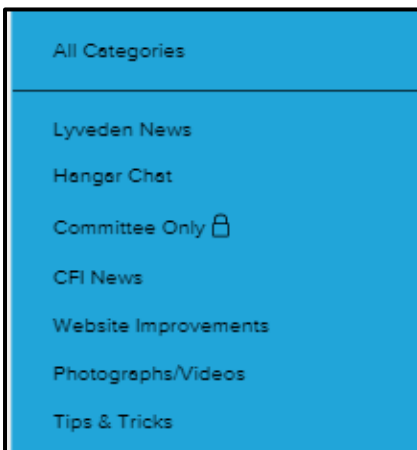 All Categories
Lyveden News
Hangar Chat
Committee Only
CFI News
Website Improvements
Photographs/Videos
Tips & Tricks